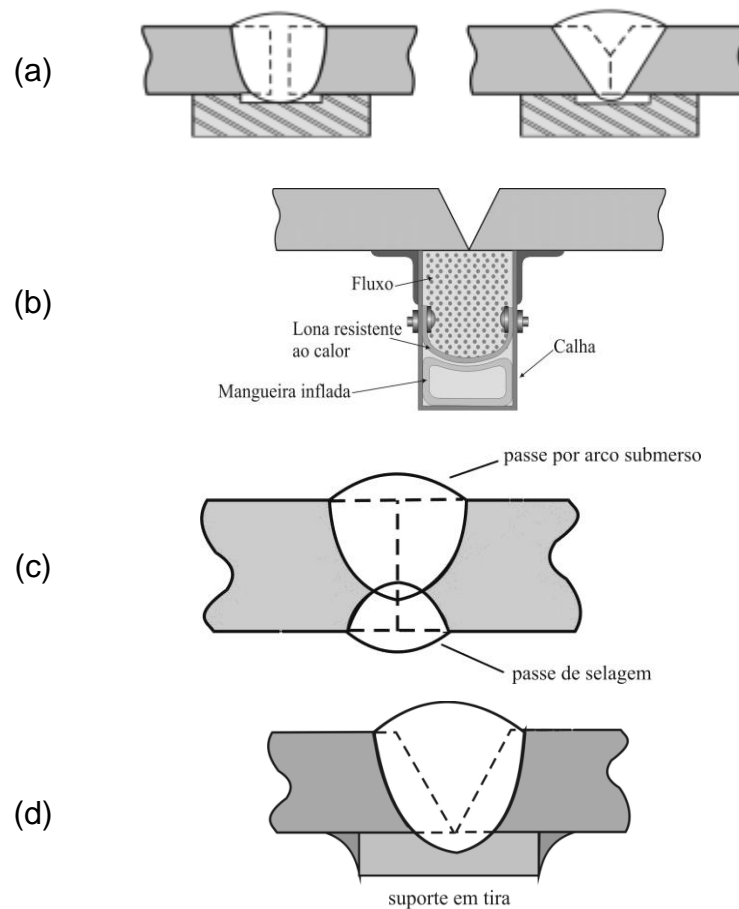 (a)
(b)
Fluxo
Lona resistente
ao calor
Calha
Mangueira inflada
(c)
passe por arco submerso
passe de selagem
(d)
suporte em tira